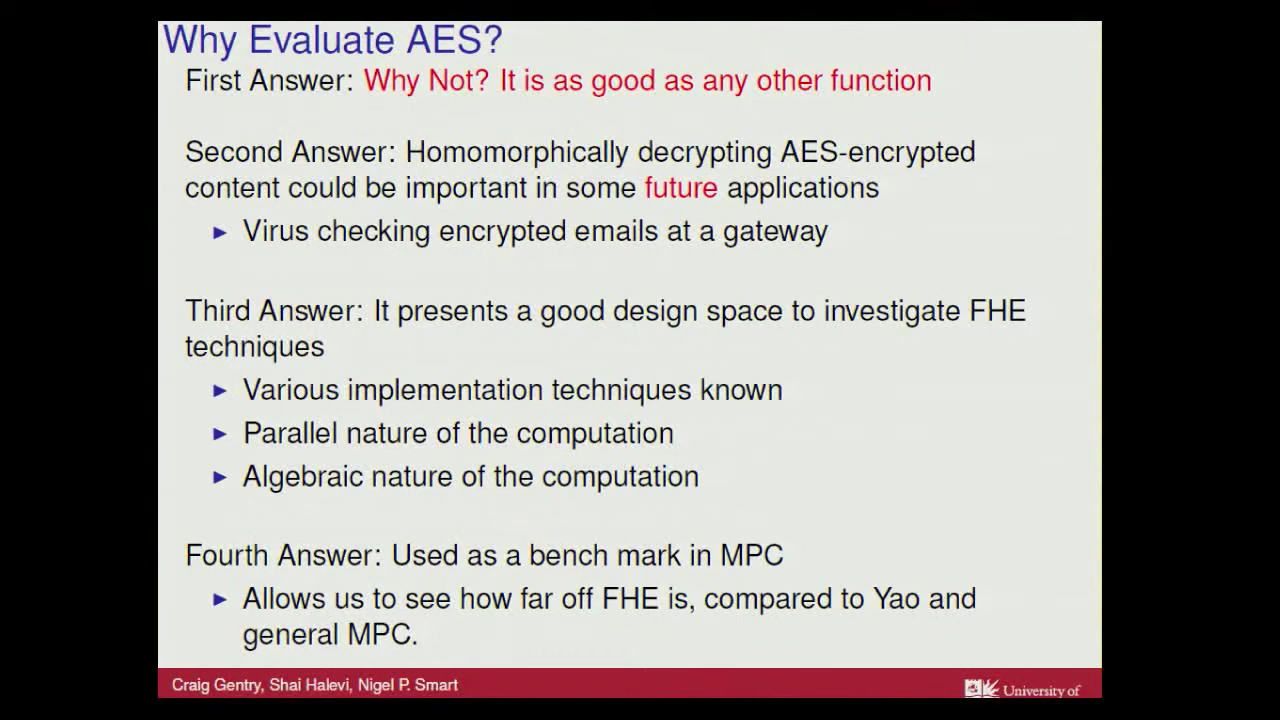 Why Evaluate AES?
First Answer: Why Not? It is as good as any other function
Second Answer: Homomorphically decrypting AES-encrypted
content could be important in some future applications
► Virus checking encrypted emails at a gateway
Third Answer: It presents a good design space to investigate FHE
techniques
► Various implementation techniques known
► Parallel nature of the computation
► Algebraic nature of the computation
Fourth Answer: Used as a bench mark in MPC
► Allows us to see how far off FHE is, compared to Yao and
general MPC.
Craig Gentry, Shai Halevi, Nigel P. Smart
University of